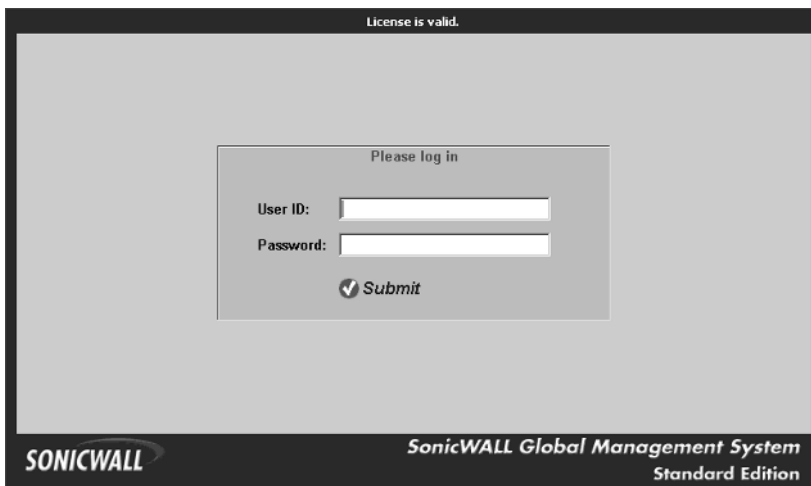 License is valid.
Please log in
User ID:
Password:
Submit
SONICWALL
SonicWALL Global Management System
Standard Edition